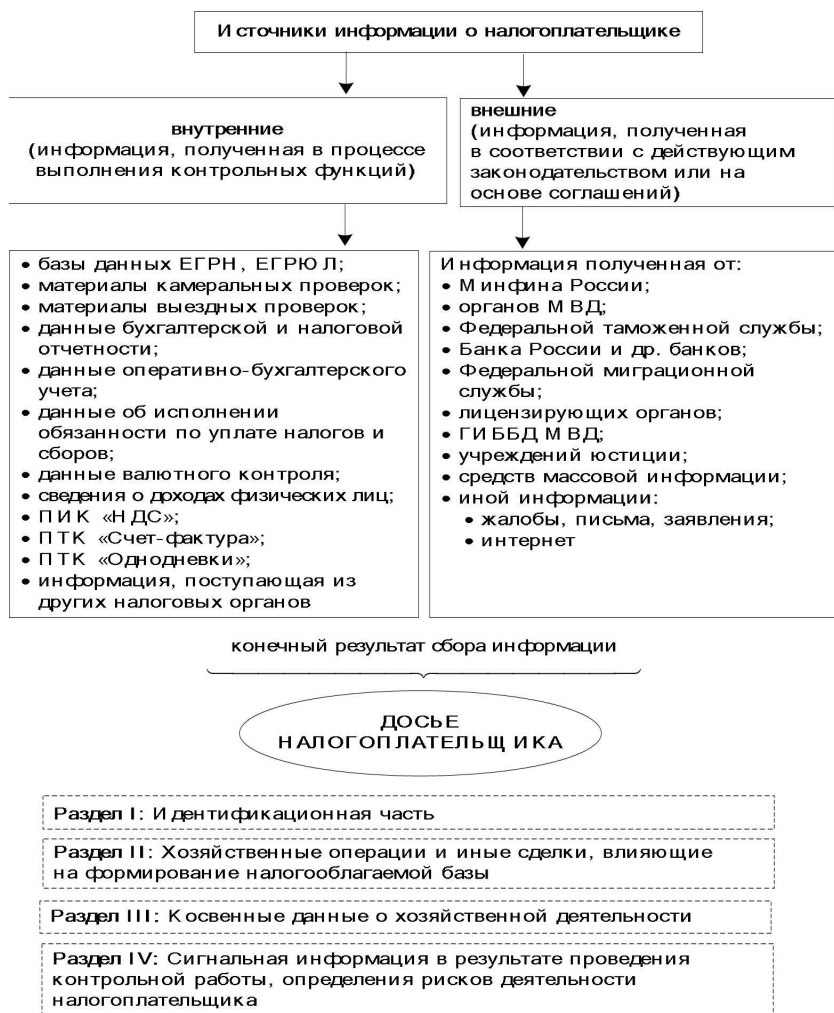 Источники информации о налогоплательщике
внутренние
(информация, полученная в процессе
выполнения контрольных функций)
внешние
(информация, полученная
в соответствии с действующим
законодательством или на
основе соглашений)
• базы данных ЕГРН, ЕГРЮЛ;
• материалы камеральных проверок;
• материалы выездных проверок;
• данные бухгалтерской и налоговой
отчетности;
• данные оперативно-бухгалтерского
учета;
• данные об исполнении
обязанности по уплате налогов и
сборов;
• данные валютного контроля;
• сведения о доходах физических лиц;
• ПИК «НДС»;
• ПТК «Счет-фактура»;
• ПТК «Однодневки»;
• информация, поступающая из
других налоговых органов
Информация полученная от:
• Минфина России;
• органов МВД;
• Федеральной таможенной службы;
• Банка России и др. банков;
• Федеральной миграционной
службы;
• лицензирующих органов;
• ГИББД МВД;
• учреждений юстиции;
• средств массовой информации;
• иной информации:
• жалобы, письма, заявления;
• интернет
конечный результат сбора информации
ДОСЬЕ
НАЛОГОПЛАТЕЛЬЩИКА
Раздел I: Идентификационная часть
Раздел II: Хозяйственные операции и иные сделки, влияющие
на формирование налогооблагаемой базы
Раздел III: Косвенные данные о хозяйственной деятельности
Раздел IV: Сигнальная информация в результате проведения
контрольной работы, определения рисков деятельности
налогоплательщика